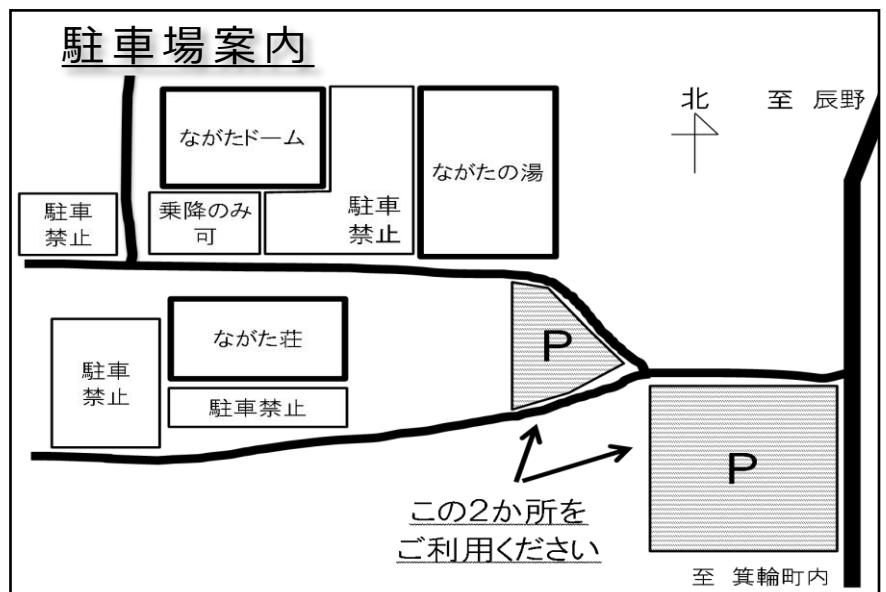 駐車場案内
北
至 辰野
ながたドーム
ながたの湯
駐車
禁止
乗降のみ
可
駐車
禁止
ながた荘
P
駐車
禁止
駐車禁止
P
この2か所を
ご利用ください
至 箕輪町内